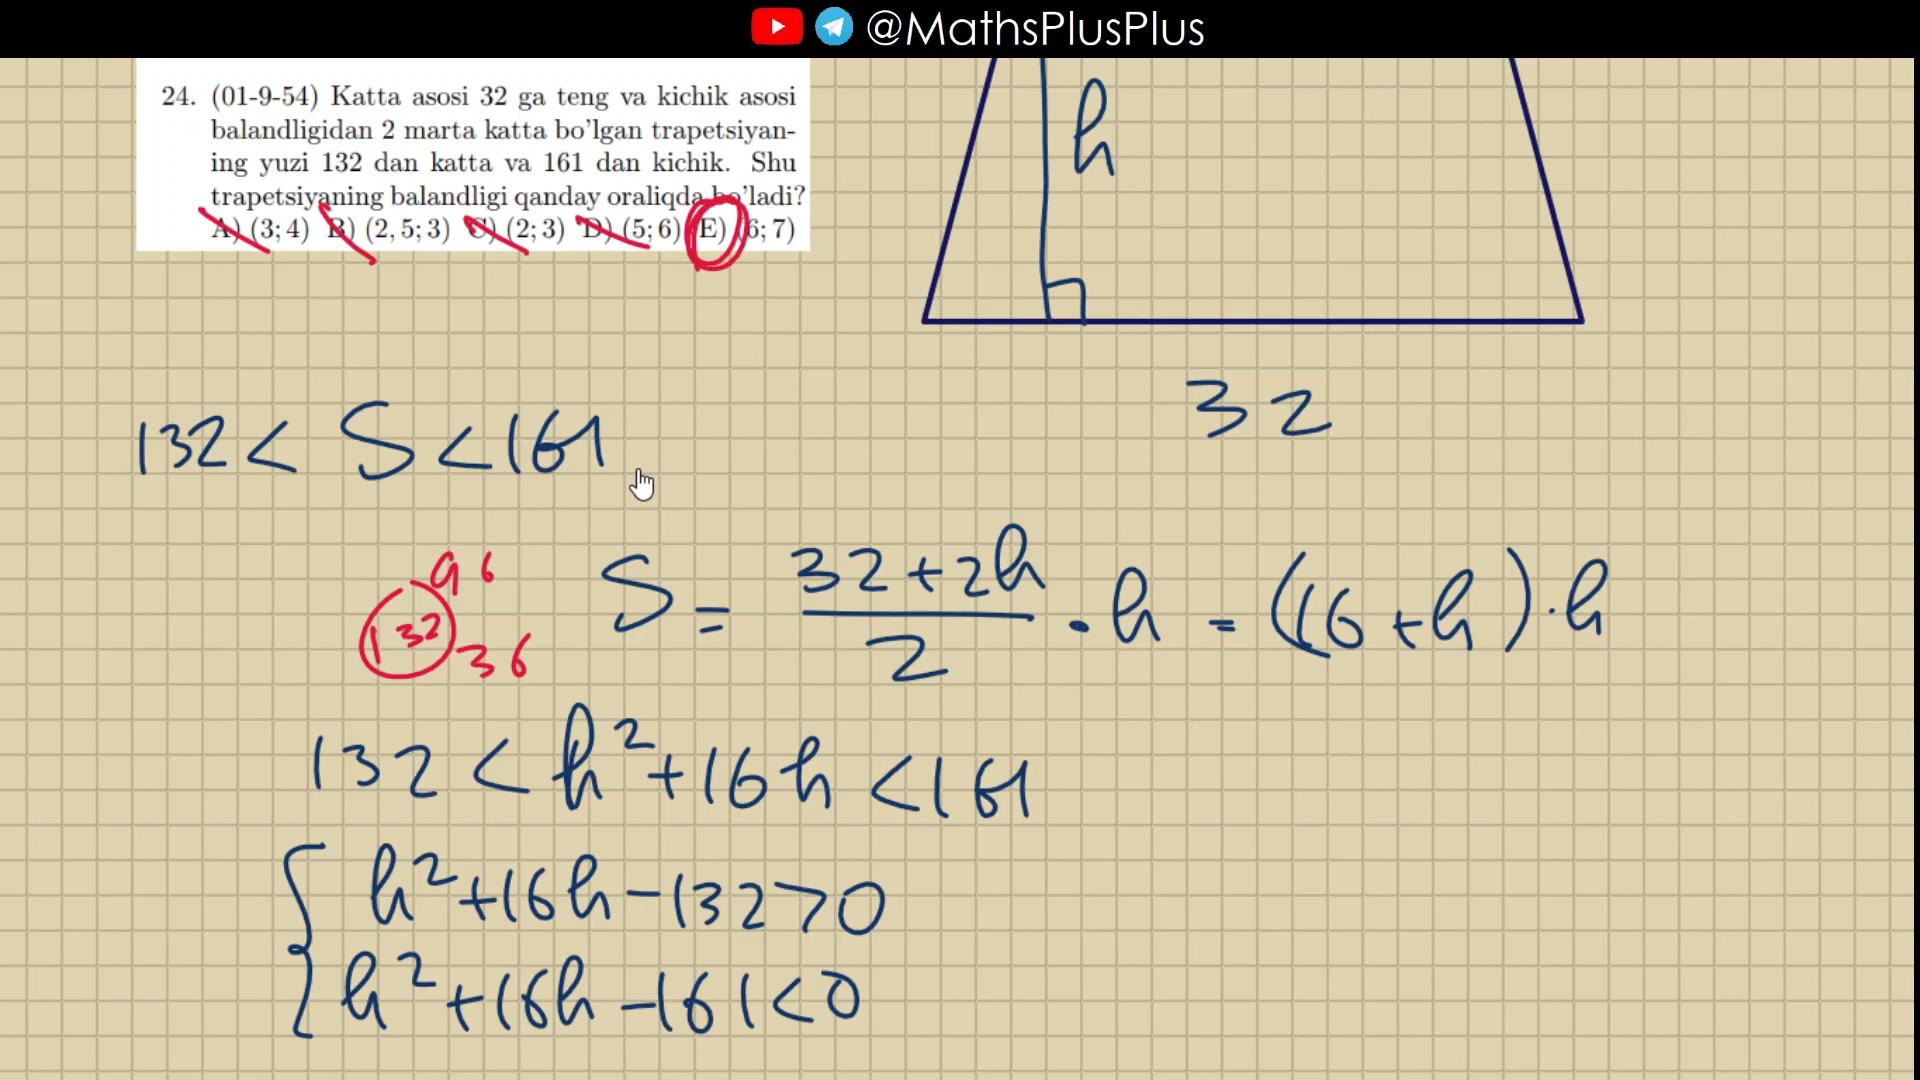 @MathsPlusPlus
24. (01-9-54) Katta asosi 32 ga teng va kichik asosi
balandligidan 2 marta katta bo'lgan trapetsiyan-
ing yuzi 132 dan katta va 161 dan kichik. Shu
trapetsiyaning balandligi qanday oraliqda bo'ladi?
A) (3; 4) B) (2, 5; 3) C) (2; 3) D) (5; 6) E) (6; 7)
h
32
132 < S < 161
96
132
36
S = (32+2h)/2 · h = (16+h)·h
132 < h²+16h < 161
{ h²+16h-132>0
h²+16h-161<0